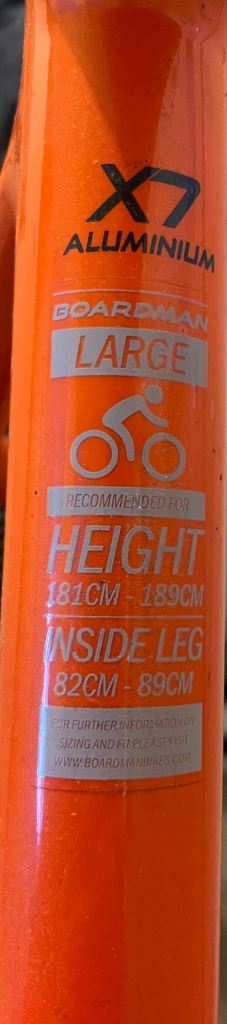 X7
ALUMINIUM
BOARDMAN
LARGE
RECOMMENDED FOR
HEIGHT
181CM - 189CM
INSIDE LEG
82CM - 89CM
FOR FURTHER INFORMATION ON
SIZING AND FIT PLEASE VISIT
WWW.BOARDMANBIKES.COM